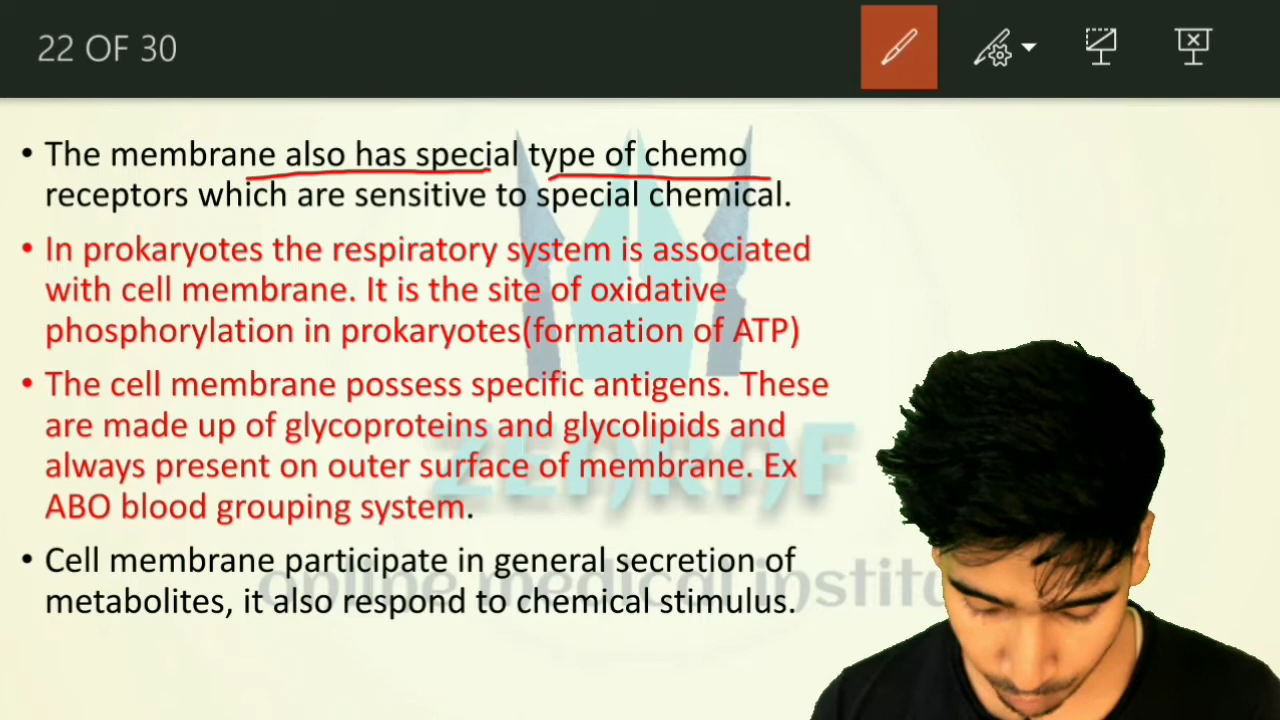 22 OF 30
• The membrane also has special type of chemo
receptors which are sensitive to special chemical.
• In prokaryotes the respiratory system is associated
with cell membrane. It is the site of oxidative
phosphorylation in prokaryotes(formation of ATP)
• The cell membrane possess specific antigens. These
are made up of glycoproteins and glycolipids and
always present on outer surface of membrane. Ex
ABO blood grouping system.
• Cell membrane participate in general secretion of
metabolites, it also respond to chemical stimulus.
online medical